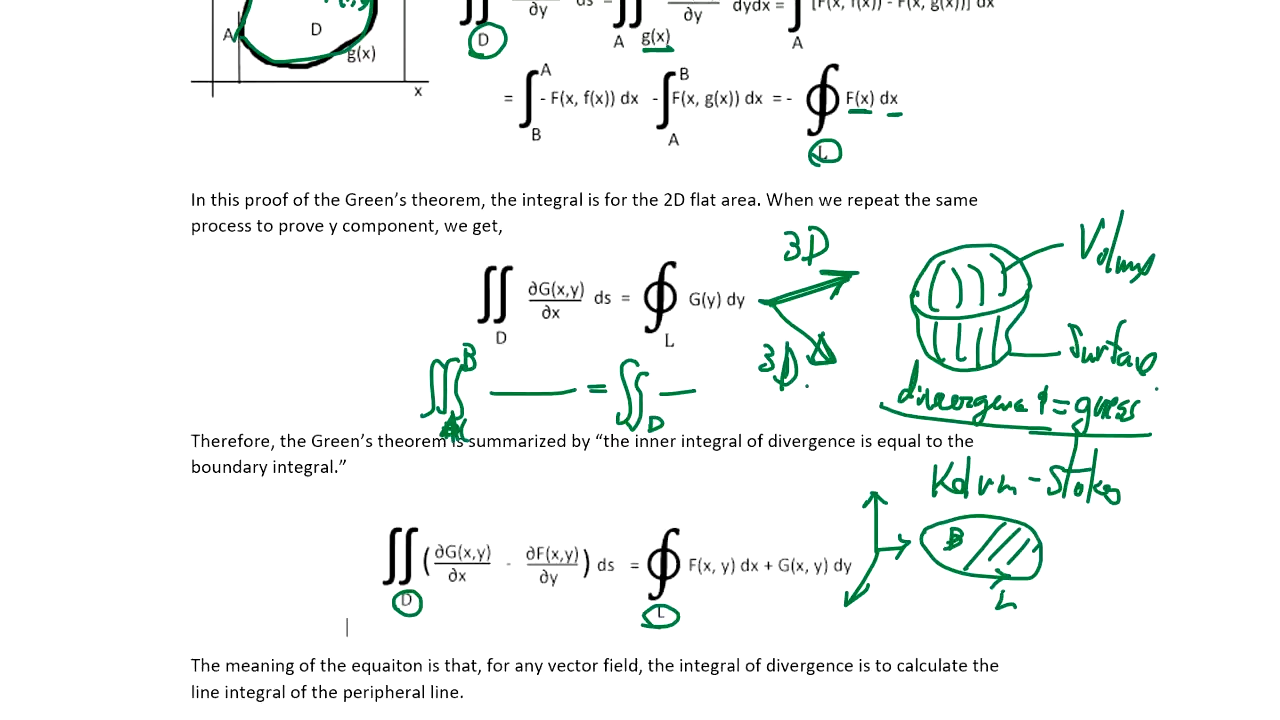 A D g(x) x
∬ ∂y ds = ∬ ∂y dydx = ∫ [F(x, f(x)) - F(x, g(x))] dx
D A g(x) A
= ∫ - F(x, f(x)) dx - ∫ F(x, g(x)) dx = - ∮ F(x) dx
A B
B A L
In this proof of the Green’s theorem, the integral is for the 2D flat area. When we repeat the same
process to prove y component, we get,
3D
Volume
∬ ∂G(x,y)/∂x ds = ∮ G(y) dy
D L
3D.
Surface
∭ B = ∬ D
divergence
Therefore, the Green’s theorem is summarized by “the inner integral of divergence is equal to the
boundary integral.”
- Stokes
∬ (∂G(x,y)/∂x - ∂F(x,y)/∂y) ds = ∮ F(x, y) dx + G(x, y) dy
D L
B
L
The meaning of the equaiton is that, for any vector field, the integral of divergence is to calculate the
line integral of the peripheral line.